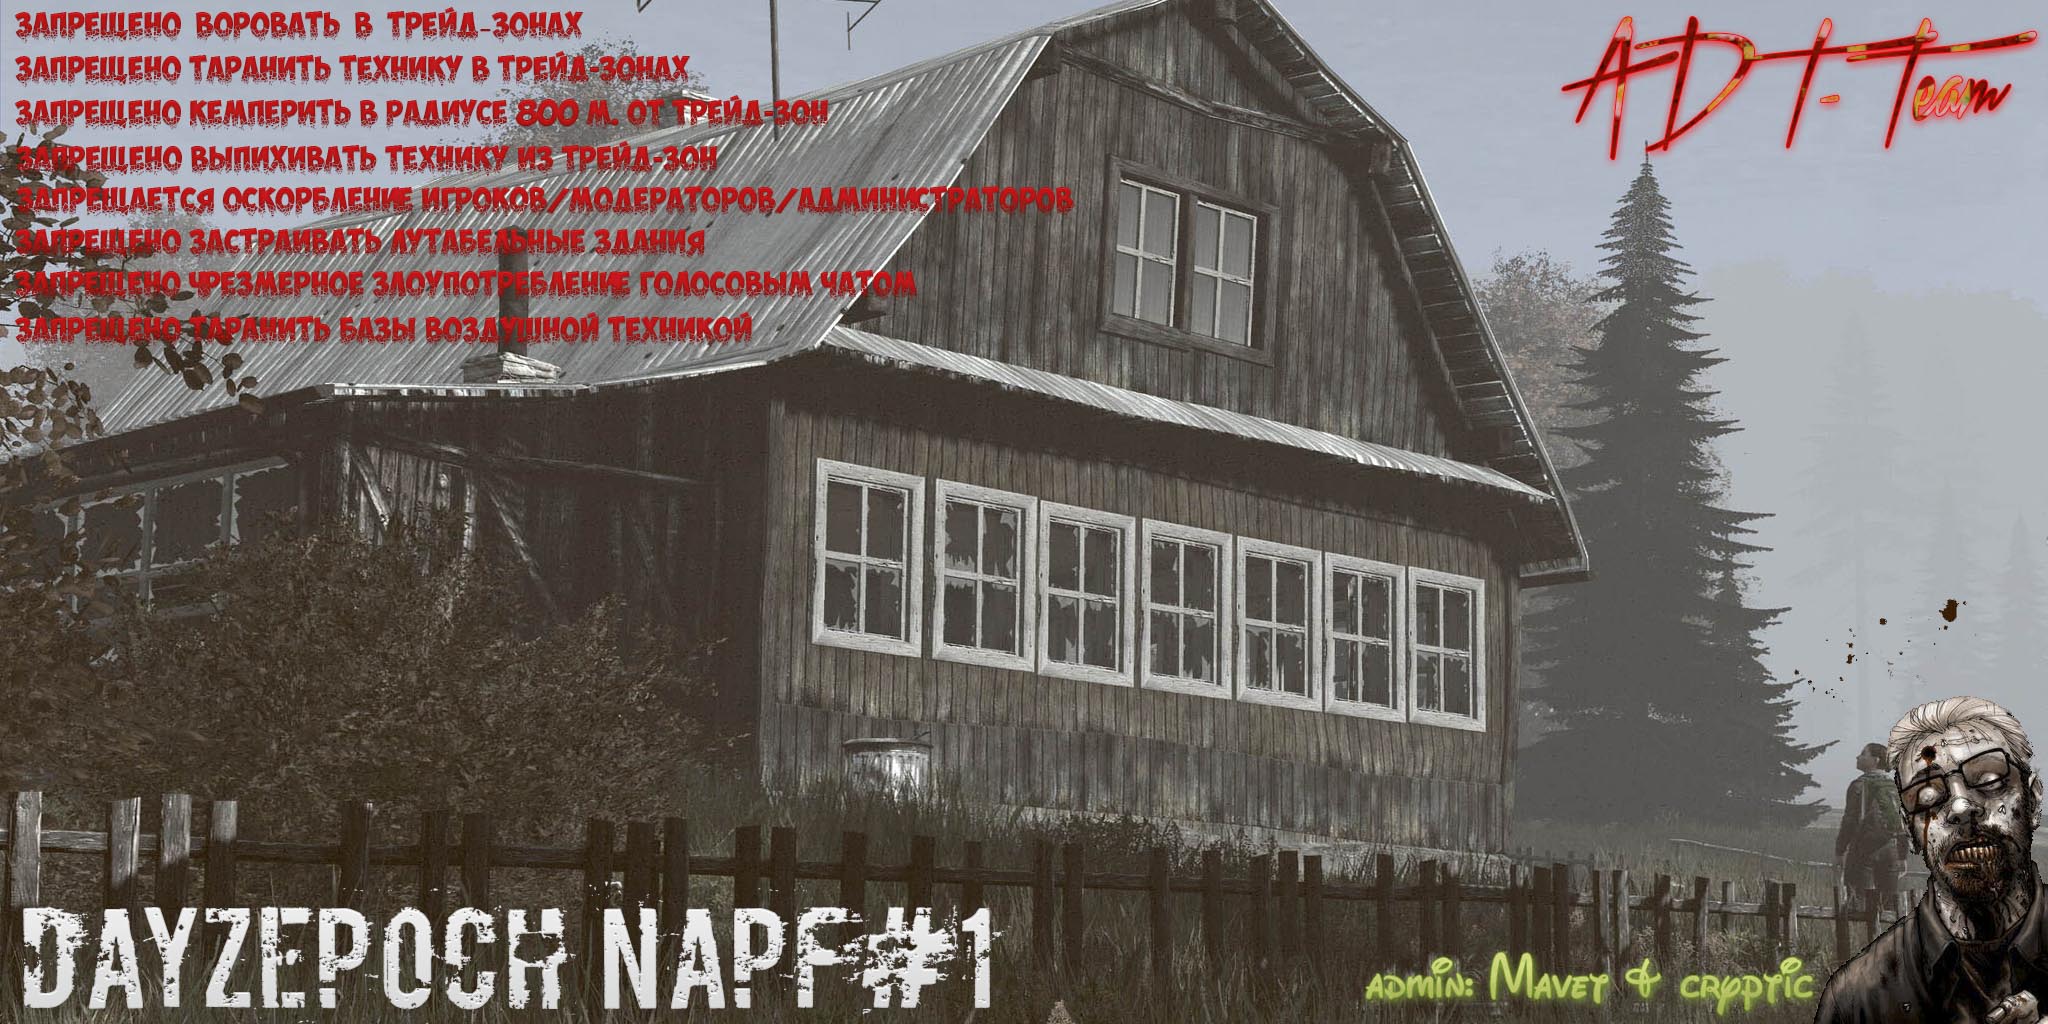 ЗАПРЕЩЕНО ВОРОВАТЬ В ТРЕЙД-ЗОНАХ
ЗАПРЕЩЕНО ТАРАНИТЬ ТЕХНИКУ В ТРЕЙД-ЗОНАХ
ЗАПРЕЩЕНО КЕМПЕРИТЬ В РАДИУСЕ 800 М. ОТ ТРЕЙД-ЗОН
ЗАПРЕЩЕНО ВЫПИХИВАТЬ ТЕХНИКУ ИЗ ТРЕЙД-ЗОН
ЗАПРЕЩАЕТСЯ ОСКОРБЛЕНИЕ ИГРОКОВ/МОДЕРАТОРОВ/АДМИНИСТРАТОРОВ
ЗАПРЕЩЕНО ЗАСТРАИВАТЬ ЛУТАБЕЛЬНЫЕ ЗДАНИЯ
ЗАПРЕЩЕНО ЧРЕЗМЕРНОЕ ЗЛОУПОТРЕБЛЕНИЕ ГОЛОСОВЫМ ЧАТОМ
ЗАПРЕЩЕНО ТАРАНИТЬ БАЗЫ ВОЗДУШНОЙ ТЕХНИКОЙ
ADI-Team
DAYZEPOCH NAPF#1
admin: Mavet & cryptic